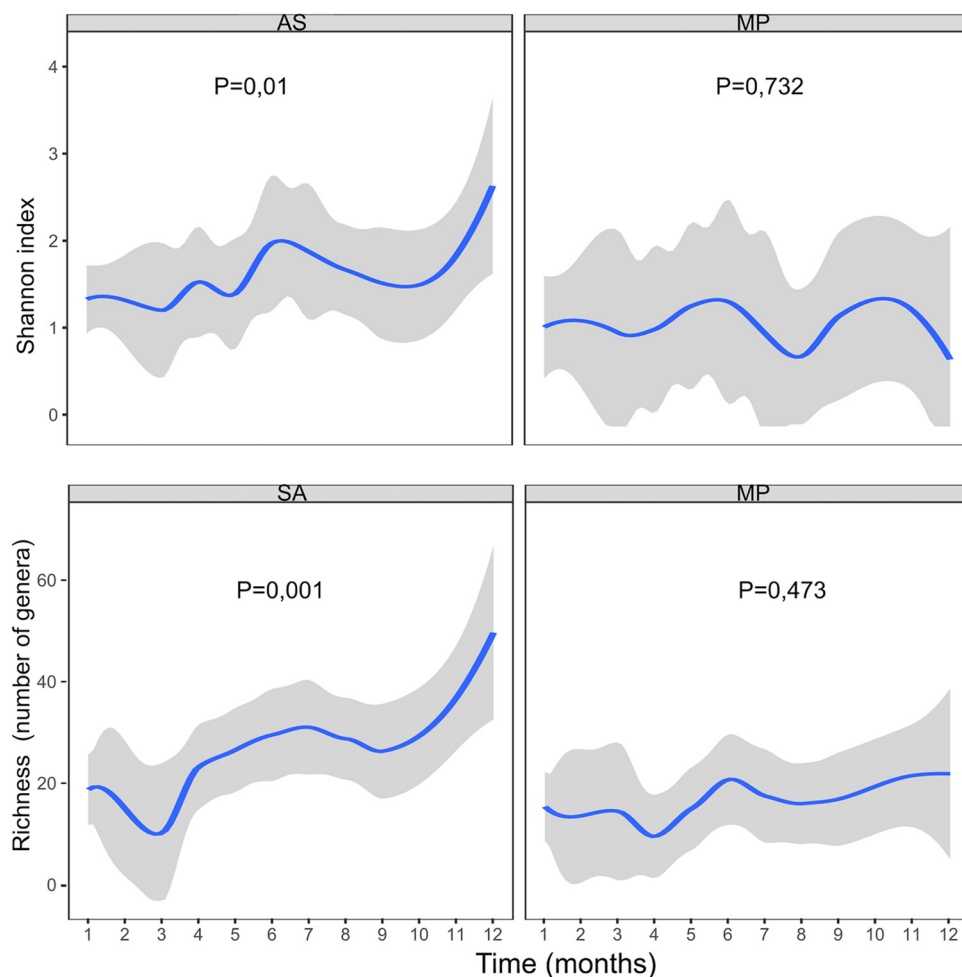 AS
MP
P=0,01
P=0,732
Shannon index
4
3
2
1
0
SA
MP
P=0,001
P=0,473
Richness (number of genera)
60
40
20
0
1 2 3 4 5 6 7 8 9 10 11 12
1 2 3 4 5 6 7 8 9 10 11 12
Time (months)